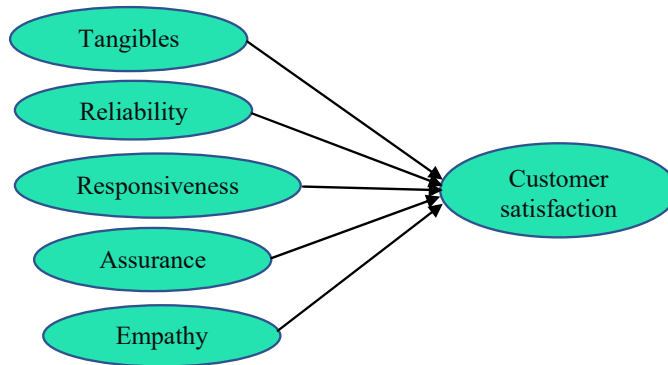 Tangibles
Reliability
Responsiveness
Assurance
Empathy
Customer
satisfaction